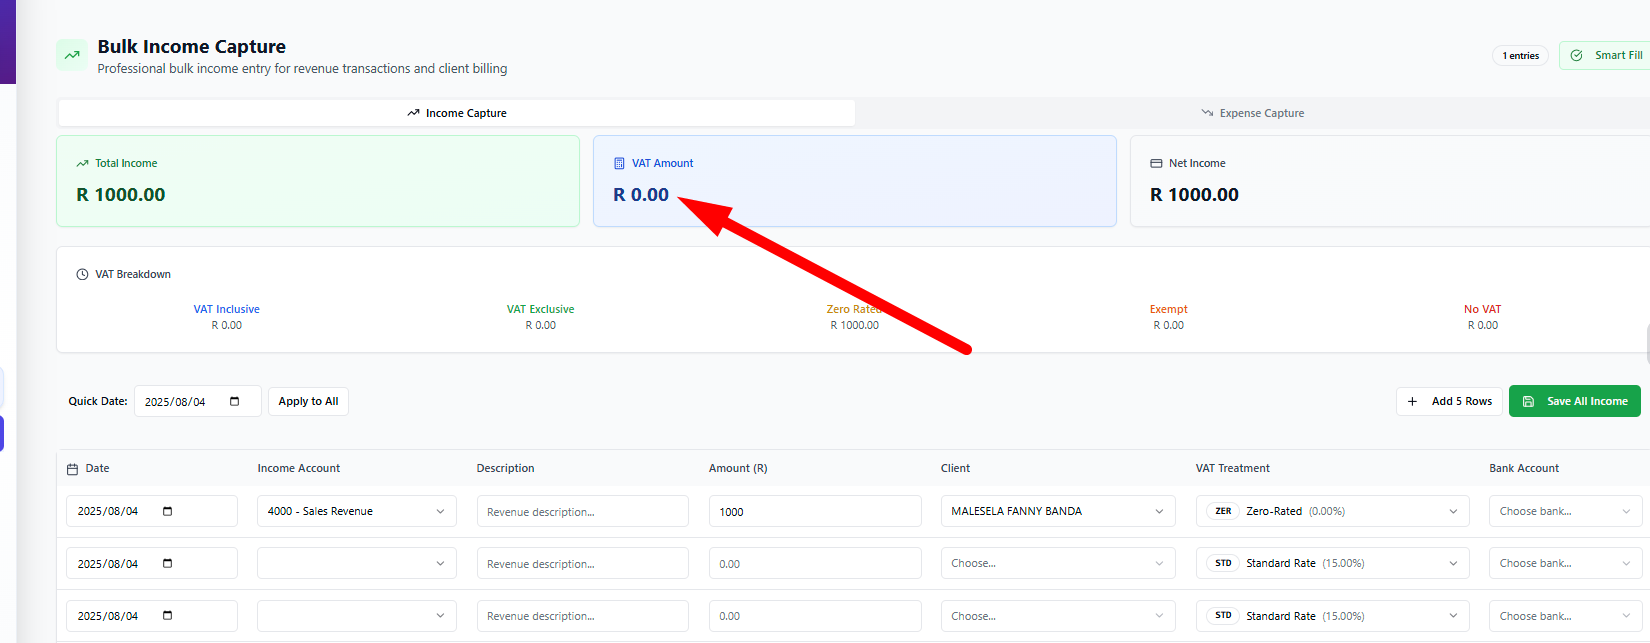 Bulk Income Capture
Professional bulk income entry for revenue transactions and client billing
1 entries
Smart Fill
Income Capture
Expense Capture
Total Income
R 1000.00
VAT Amount
R 0.00
Net Income
R 1000.00
VAT Breakdown
VAT Inclusive VAT Exclusive Zero Rated Exempt No VAT
R 0.00 R 0.00 R 1000.00 R 0.00 R 0.00
Quick Date: 2025/08/04 Apply to All Add 5 Rows Save All Income
Date Income Account Description Amount (R) Client VAT Treatment Bank Account
2025/08/04 4000 - Sales Revenue Revenue description... 1000 MALESELA FANNY BANDA ZER Zero-Rated (0.00%) Choose bank...
2025/08/04 Revenue description... 0.00 Choose... STD Standard Rate (15.00%) Choose bank...
2025/08/04 Revenue description... 0.00 Choose... STD Standard Rate (15.00%) Choose bank...